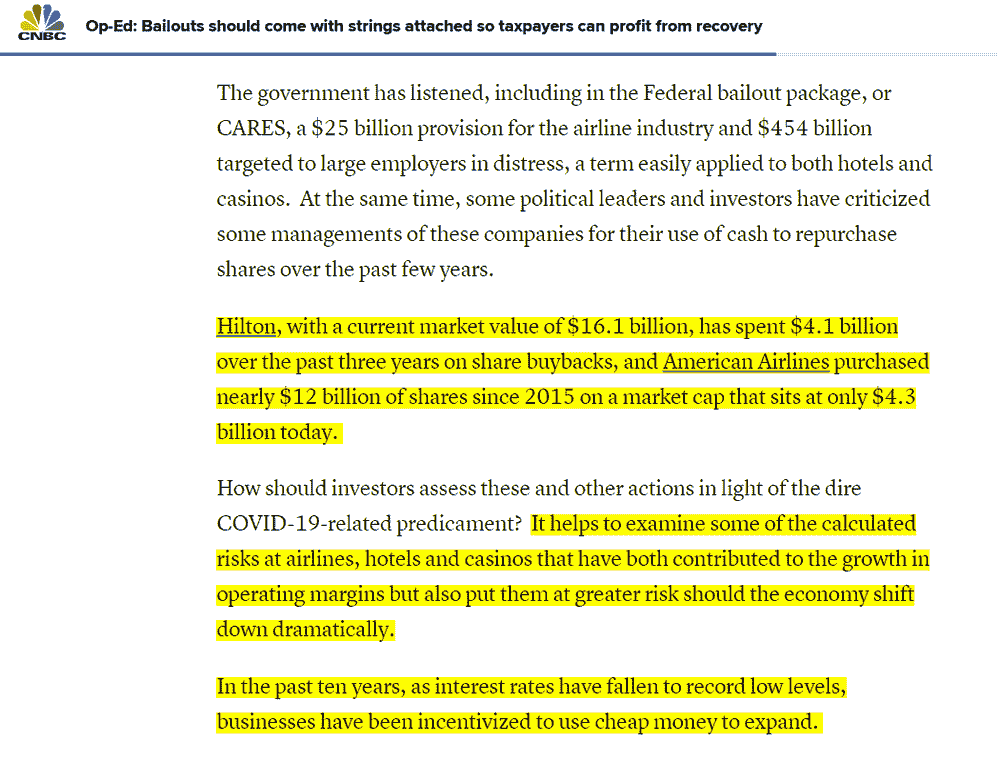 CNBC
Op-Ed: Bailouts should come with strings attached so taxpayers can profit from recovery
The government has listened, including in the Federal bailout package, or
CARES, a $25 billion provision for the airline industry and $454 billion
targeted to large employers in distress, a term easily applied to both hotels and
casinos.  At the same time, some political leaders and investors have criticized
some managements of these companies for their use of cash to repurchase
shares over the past few years.
Hilton, with a current market value of $16.1 billion, has spent $4.1 billion
over the past three years on share buybacks, and American Airlines purchased
nearly $12 billion of shares since 2015 on a market cap that sits at only $4.3
billion today.
How should investors assess these and other actions in light of the dire
COVID-19-related predicament?  It helps to examine some of the calculated
risks at airlines, hotels and casinos that have both contributed to the growth in
operating margins but also put them at greater risk should the economy shift
down dramatically.
In the past ten years, as interest rates have fallen to record low levels,
businesses have been incentivized to use cheap money to expand.